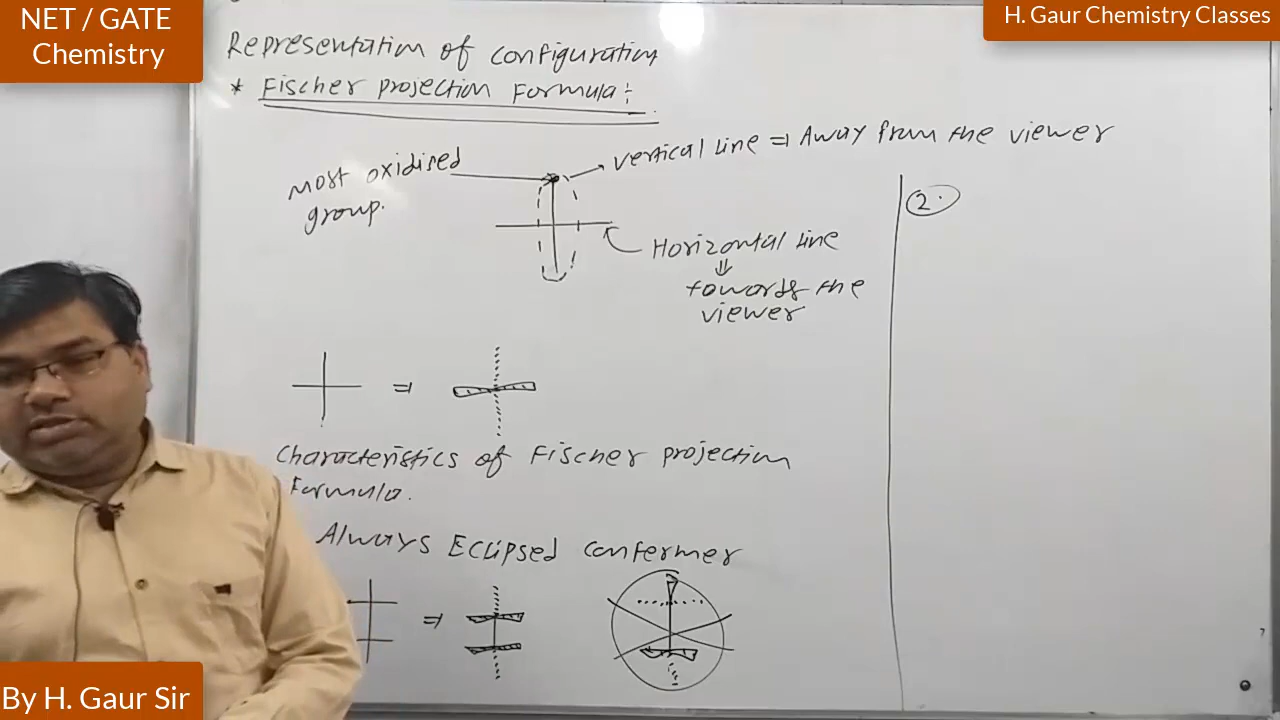 NET / GATE
Chemistry
H. Gaur Chemistry Classes
Representation of configuration
* Fischer projection Formula :-
most oxidised
group.
vertical line ⇒ Away from the viewer
Horizontal line
⇓
towards the
viewer
2.
=>
Characteristics of Fischer projection
Formula.
Always Eclipsed confermer
=>
By H. Gaur Sir